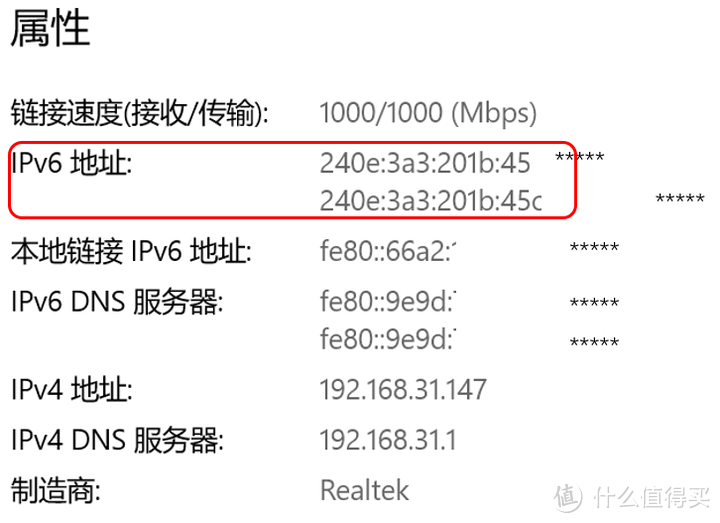 属性
链接速度(接收/传输): 1000/1000 (Mbps)
IPv6 地址: 240e:3a3:201b:45 *****
240e:3a3:201b:45c *****
本地链接 IPv6 地址: fe80::66a2: *****
IPv6 DNS 服务器: fe80::9e9d: *****
fe80::9e9d: *****
IPv4 地址: 192.168.31.147
IPv4 DNS 服务器: 192.168.31.1
制造商: Realtek
值 什么值得买